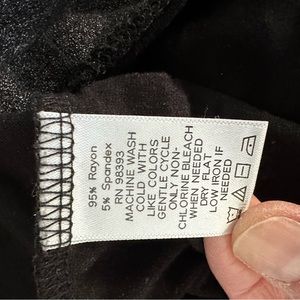 95% Rayon
5% Spandex
RN 98393
MACHINE WASH
COLD WITH
LIKE COLORS
GENTLE CYCLE
ONLY NON-
CHLORINE BLEACH
WHEN NEEDED
DRY FLAT
LOW IRON IF
NEEDED